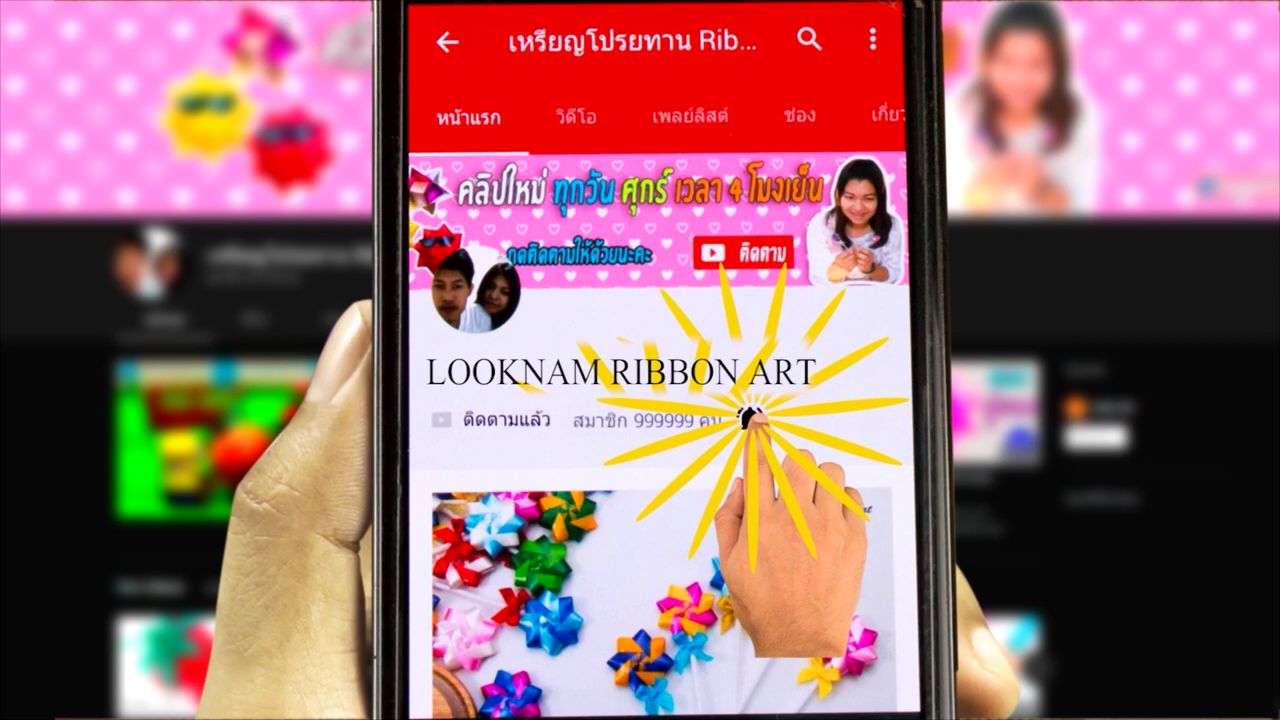 เหรียญโปรยทาน Rib...
หน้าแรก วิดีโอ เพลย์ลิสต์ ช่อง เกี่ยว
คลิปใหม่ ทุกวัน ศุกร์ เวลา 4 โมงเย็น
กดติดตามให้ด้วยนะคะ ติดตาม
LOOKNAM RIBBON ART
ติดตามแล้ว สมาชิก 999999 คน